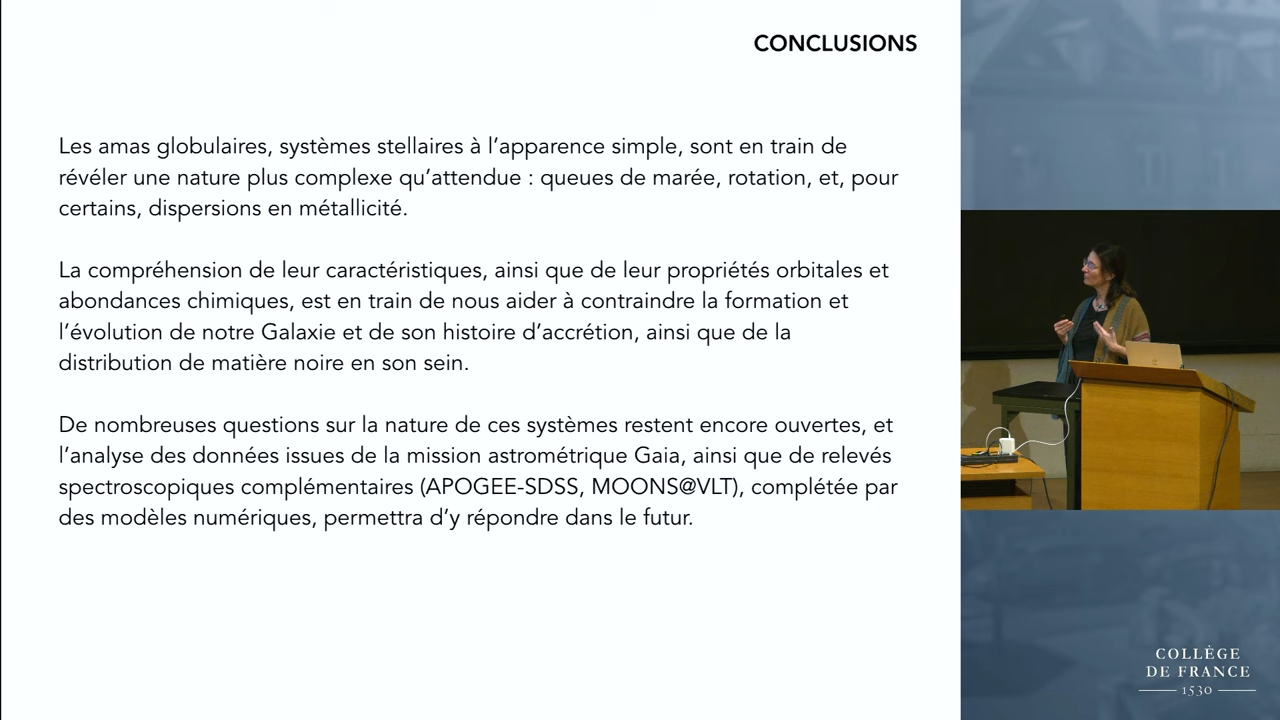 CONCLUSIONS
Les amas globulaires, systèmes stellaires à l’apparence simple, sont en train de
révéler une nature plus complexe qu’attendue : queues de marée, rotation, et, pour
certains, dispersions en métallicité.
La compréhension de leur caractéristiques, ainsi que de leur propriétés orbitales et
abondances chimiques, est en train de nous aider à contraindre la formation et
l’évolution de notre Galaxie et de son histoire d’accrétion, ainsi que de la
distribution de matière noire en son sein.
De nombreuses questions sur la nature de ces systèmes restent encore ouvertes, et
l’analyse des données issues de la mission astrométrique Gaia, ainsi que de relevés
spectroscopiques complémentaires (APOGEE-SDSS, MOONS@VLT), complétée par
des modèles numériques, permettra d’y répondre dans le futur.
COLLÈGE
DE FRANCE
1530